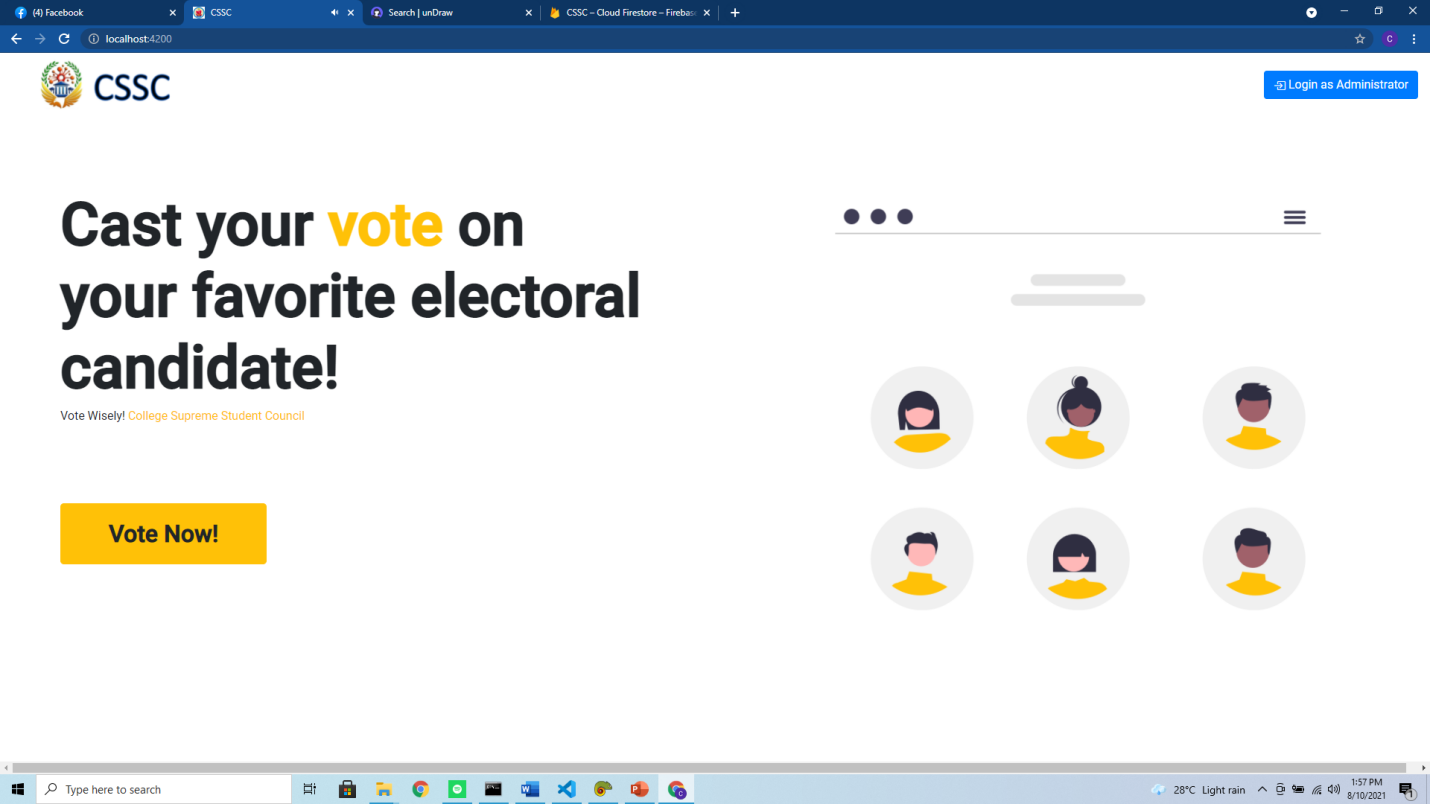 (4) Facebook
CSSC
Search | unDraw
CSSC – Cloud Firestore – Firebase
localhost:4200
C
CSSC
Login as Administrator
Cast your vote on
your favorite electoral
candidate!
Vote Wisely! College Supreme Student Council
Vote Now!
Type here to search
28°C Light rain
1:57 PM
8/10/2021
1